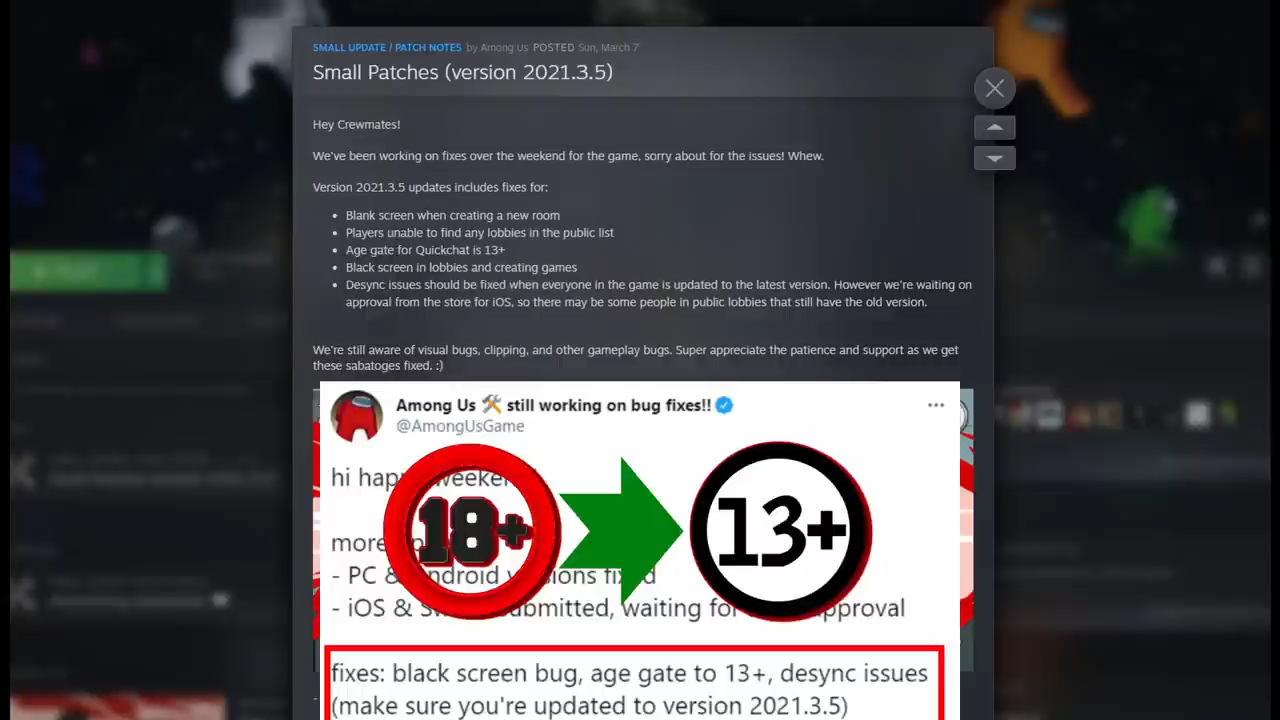 SMALL UPDATE / PATCH NOTES by Among Us POSTED Sun, March 7
Small Patches (version 2021.3.5)
Hey Crewmates!
We've been working on fixes over the weekend for the game, sorry about for the issues! Whew.
Version 2021.3.5 updates includes fixes for:
• Blank screen when creating a new room
• Players unable to find any lobbies in the public list
• Age gate for Quickchat is 13+
• Black screen in lobbies and creating games
• Desync issues should be fixed when everyone in the game is updated to the latest version. However we're waiting on
approval from the store for iOS, so there may be some people in public lobbies that still have the old version.
We're still aware of visual bugs, clipping, and other gameplay bugs. Super appreciate the patience and support as we get
these sabatoges fixed. :)
Among Us 🛠 still working on bug fixes!!
@AmongUsGame
hi
18+
13+
more
- PC &
- iOS & submitted, waiting for approval
fixes: black screen bug, age gate to 13+, desync issues
(make sure you're updated to version 2021.3.5)